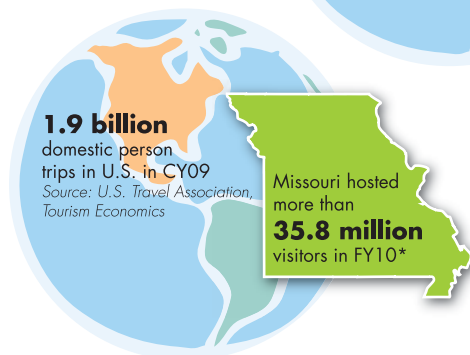 1.9 billion
domestic person
trips in U.S. in CY09
Source: U.S. Travel Association,
Tourism Economics
Missouri hosted
more than
35.8 million
visitors in FY10*